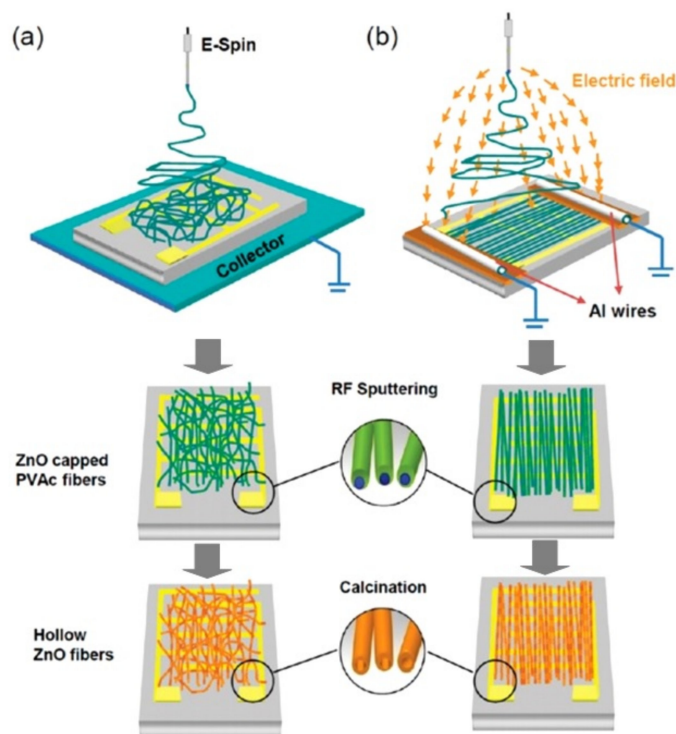 (a)
E-Spin
Collector
(b)
Electric field
Al wires
RF Sputtering
ZnO capped
PVAc fibers
Calcination
Hollow
ZnO fibers